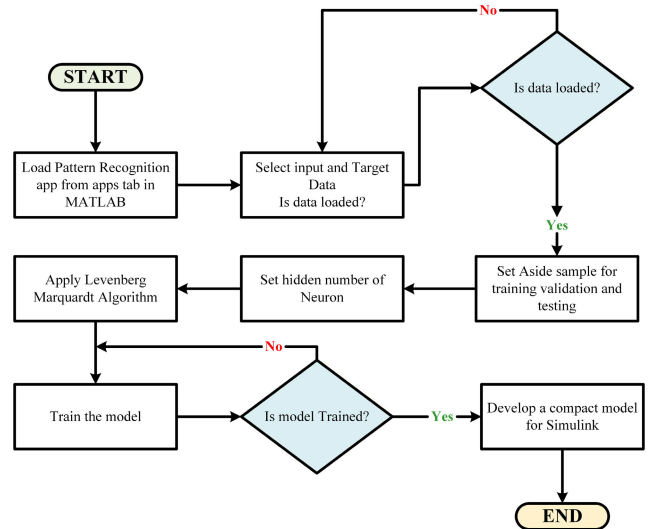 No
START
Is data loaded?
Load Pattern Recognition
app from apps tab in
MATLAB
Select input and Target
Data
Is data loaded?
Yes
Apply Levenberg
Marquardt Algorithm
Set hidden number of
Neuron
Set Aside sample for
training validation and
testing
No
Train the model
Is model Trained?
Yes
Develop a compact model
for Simulink
END